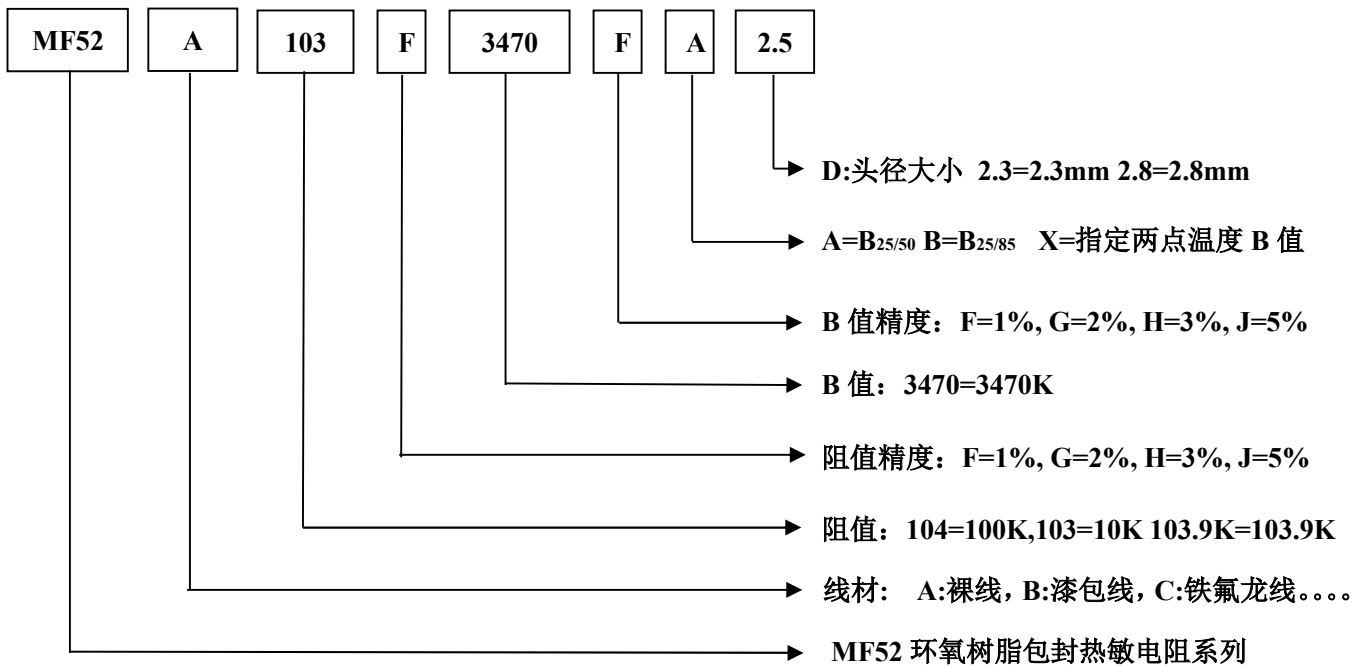 MF52 A 103 F 3470 F A 2.5
D:头径大小 2.3=2.3mm 2.8=2.8mm
A=B25/50 B=B25/85 X=指定两点温度 B 值
B 值精度：F=1%, G=2%, H=3%, J=5%
B 值：3470=3470K
阻值精度：F=1%, G=2%, H=3%, J=5%
阻值：104=100K,103=10K 103.9K=103.9K
线材: A:裸线，B:漆包线，C:铁氟龙线。。。。
MF52 环氧树脂包封热敏电阻系列